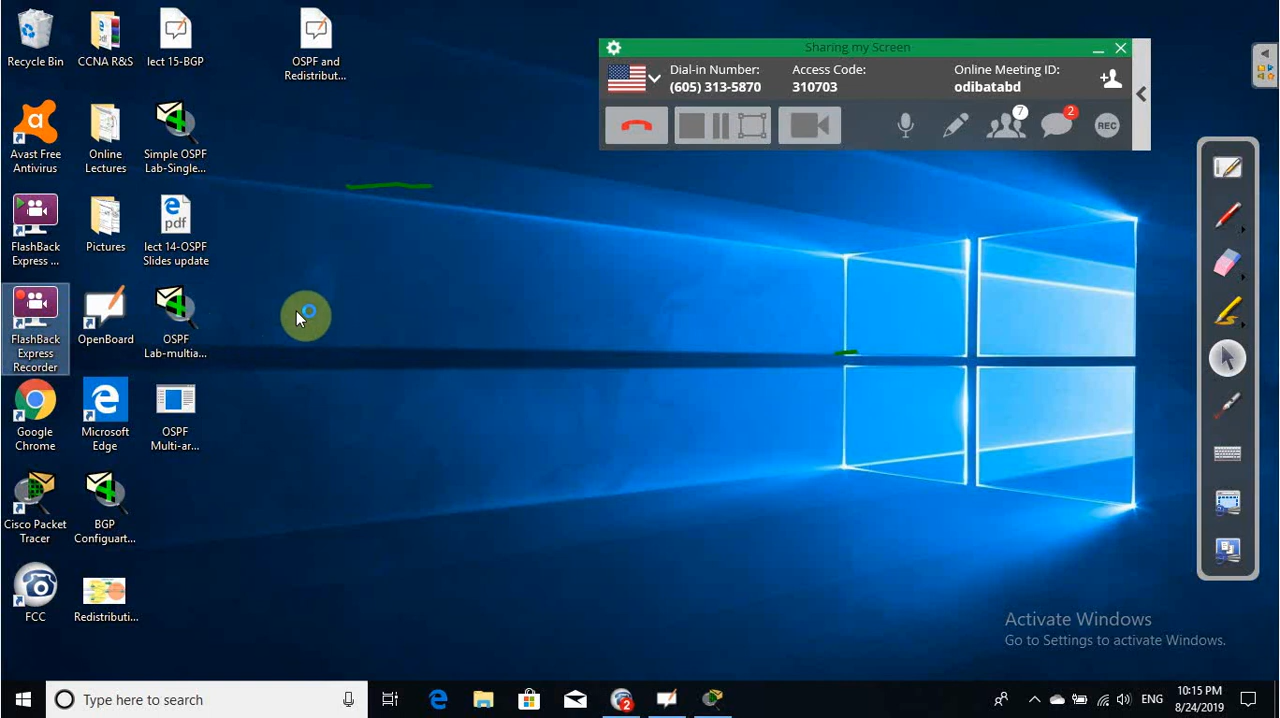 Recycle Bin
CCNA R&S
lect 15-BGP
OSPF and
Redistribut...
Avast Free
Antivirus
Online
Lectures
Simple OSPF
Lab-Single...
FlashBack
Express ...
Pictures
pdf
lect 14-OSPF
Slides update
FlashBack
Express
Recorder
OpenBoard
OSPF
Lab-multia...
Google
Chrome
Microsoft
Edge
OSPF
Multi-ar...
Cisco Packet
Tracer
BGP
Configuart...
FCC
Redistributi...
Sharing my Screen
Dial-in Number:
(605) 313-5870
Access Code:
310703
Online Meeting ID:
odibatabd
7
2
REC
Activate Windows
Go to Settings to activate Windows.
Type here to search
2
ENG
10:15 PM
8/24/2019